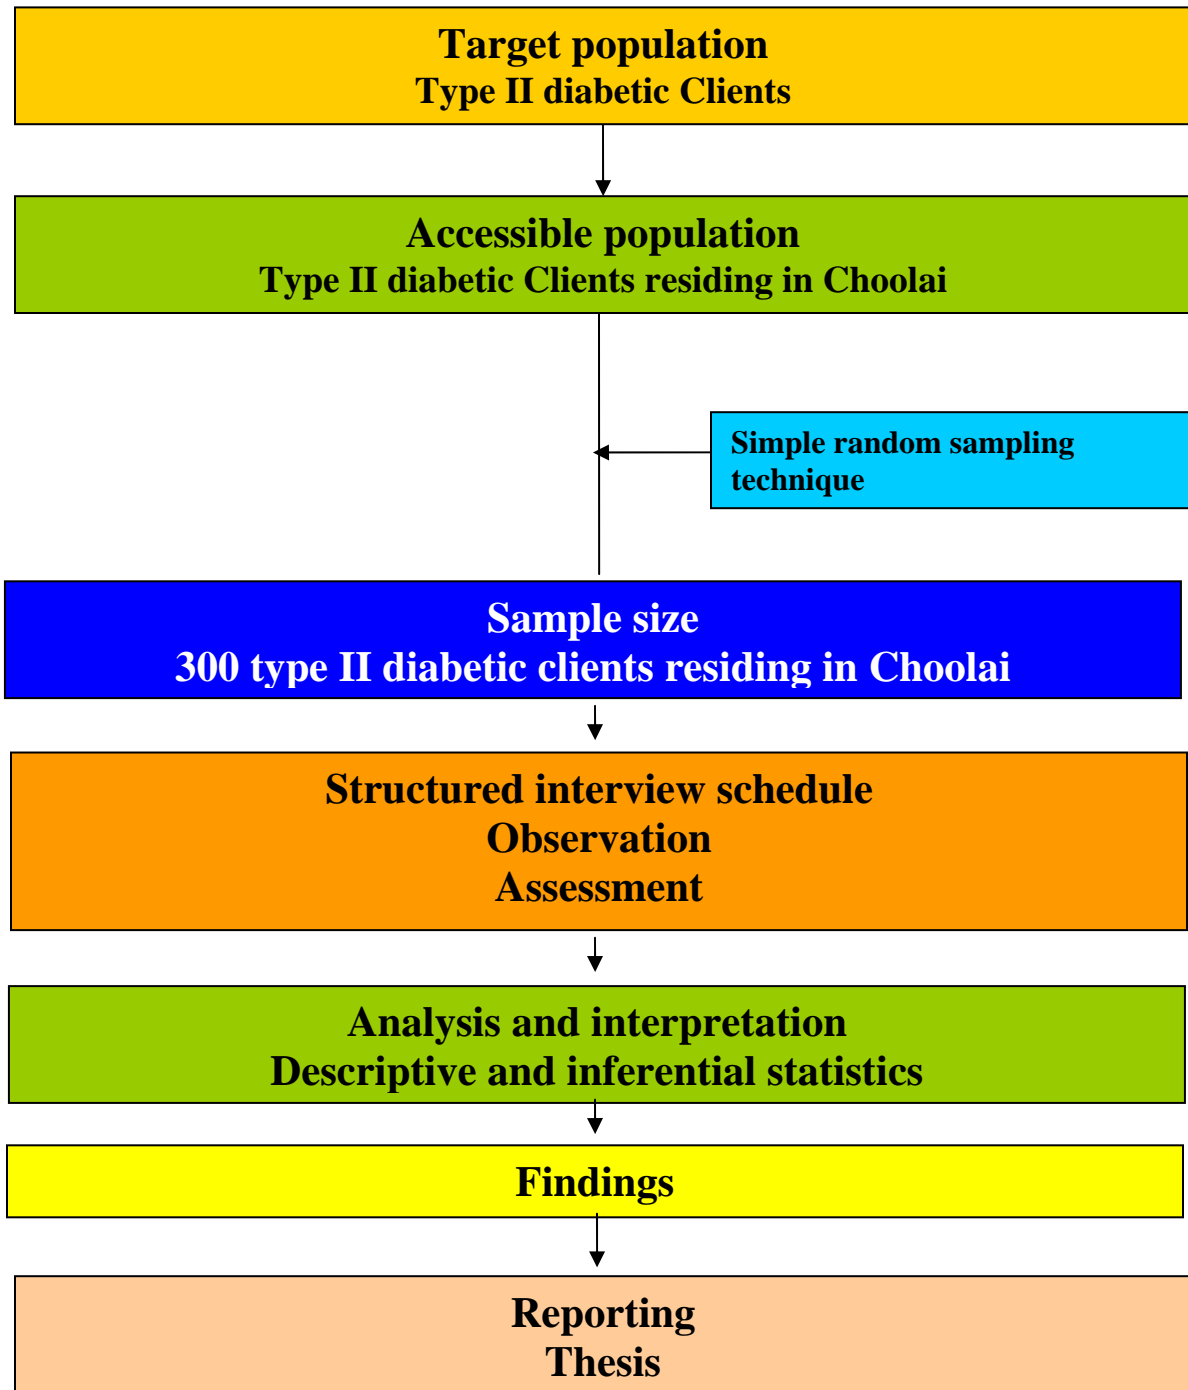 Target population
Type II diabetic Clients
Accessible population
Type II diabetic Clients residing in Choolai
Simple random sampling
technique
Sample size
300 type II diabetic clients residing in Choolai
Structured interview schedule
Observation
Assessment
Analysis and interpretation
Descriptive and inferential statistics
Findings
Reporting
Thesis